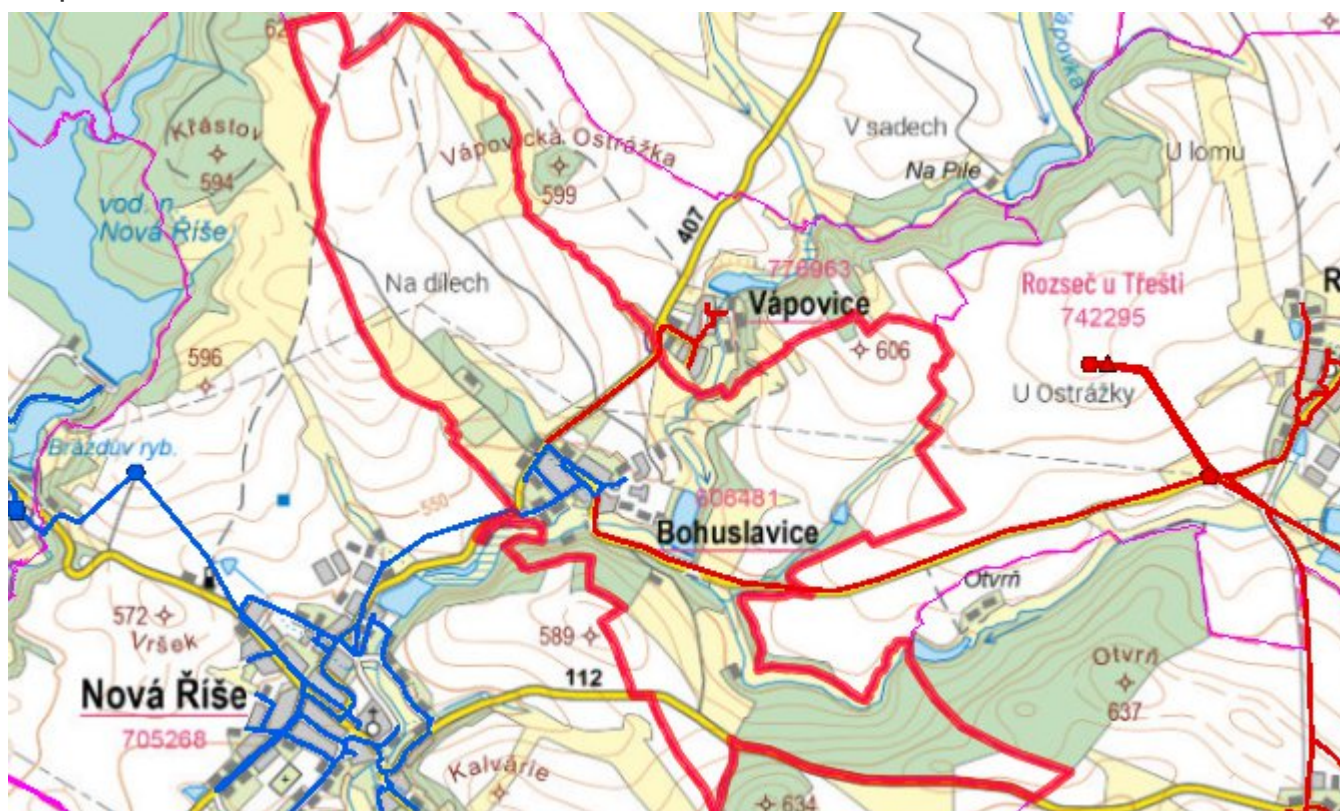 Křástov
594
vod. n.
Nová Říše
Vápovická Ostrážka
599
V sadech
Na Pile
U lomu
407
776963
Vápovice
Na dílech
Rozseč u Třešti
742295
R
596
606
U Ostrážky
Brázdův ryb.
550
608481
Bohuslavice
Otvrň
572
Vršek
589
112
Otvrň
637
Nová Říše
705268
Kalvárie
634